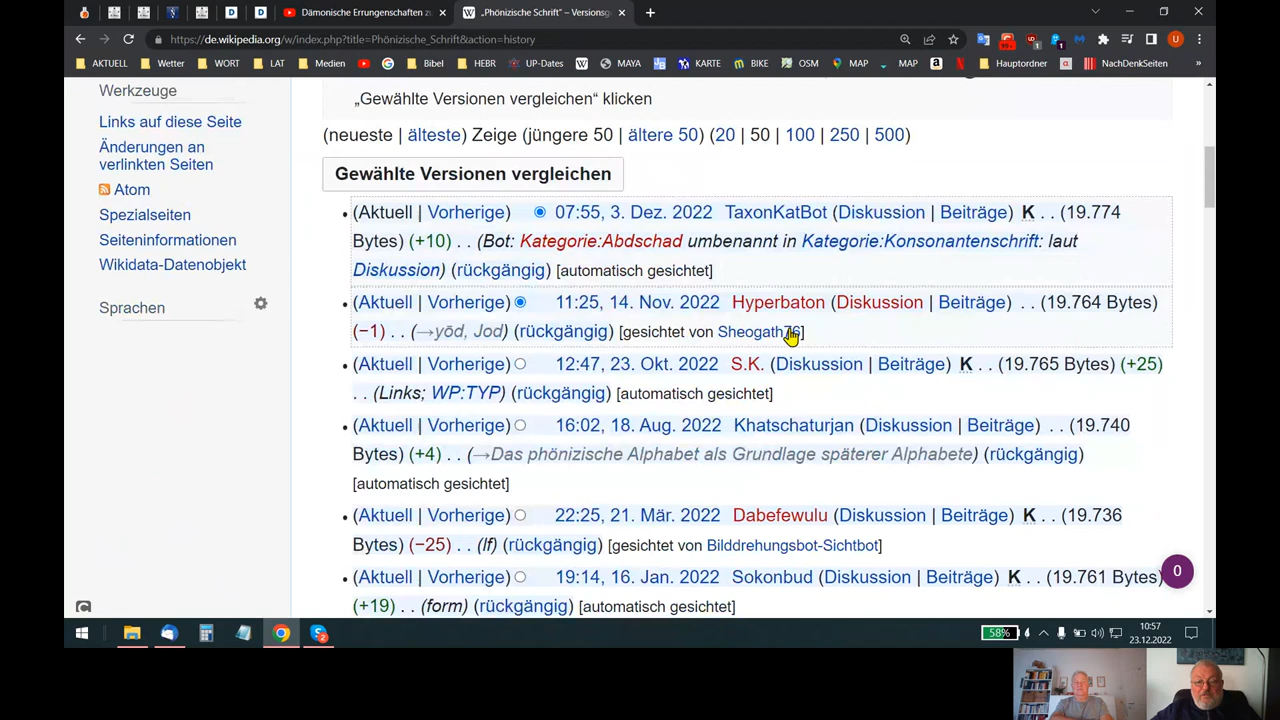 Dämonische Errungenschaften z
„Phönizische Schrift“ – Versionsg
https://de.wikipedia.org/w/index.php?title=Phönizische_Schrift&action=history
AKTUELL Wetter WORT LAT Medien Bibel HEBR UP-Dates MAYA KARTE BIKE OSM MAP MAP Hauptordner NachDenkSeiten »
Werkzeuge
Links auf diese Seite
Änderungen an
verlinkten Seiten
Atom
Spezialseiten
Seiteninformationen
Wikidata-Datenobjekt
Sprachen
„Gewählte Versionen vergleichen“ klicken
(neueste | älteste) Zeige (jüngere 50 | ältere 50) (20 | 50 | 100 | 250 | 500)
Gewählte Versionen vergleichen
(Aktuell | Vorherige) 07:55, 3. Dez. 2022 TaxonKatBot (Diskussion | Beiträge) K . . (19.774
Bytes) (+10) . . (Bot: Kategorie:Abdschad umbenannt in Kategorie:Konsonantenschrift: laut
Diskussion) (rückgängig) [automatisch gesichtet]
(Aktuell | Vorherige) 11:25, 14. Nov. 2022 Hyperbaton (Diskussion | Beiträge) . . (19.764 Bytes)
(−1) . . (→yōd, Jod) (rückgängig) [gesichtet von Sheogath76]
(Aktuell | Vorherige) 12:47, 23. Okt. 2022 S.K. (Diskussion | Beiträge) K . . (19.765 Bytes) (+25)
. . (Links; WP:TYP) (rückgängig) [automatisch gesichtet]
(Aktuell | Vorherige) 16:02, 18. Aug. 2022 Khatschaturjan (Diskussion | Beiträge) . . (19.740
Bytes) (+4) . . (→Das phönizische Alphabet als Grundlage späterer Alphabete) (rückgängig)
[automatisch gesichtet]
(Aktuell | Vorherige) 22:25, 21. Mär. 2022 Dabefewulu (Diskussion | Beiträge) K . . (19.736
Bytes) (−25) . . (lf) (rückgängig) [gesichtet von Bilddrehungsbot-Sichtbot]
(Aktuell | Vorherige) 19:14, 16. Jan. 2022 Sokonbud (Diskussion | Beiträge) K . . (19.761 Bytes)
(+19) . . (form) (rückgängig) [automatisch gesichtet]
0
58%
10:57
23.12.2022